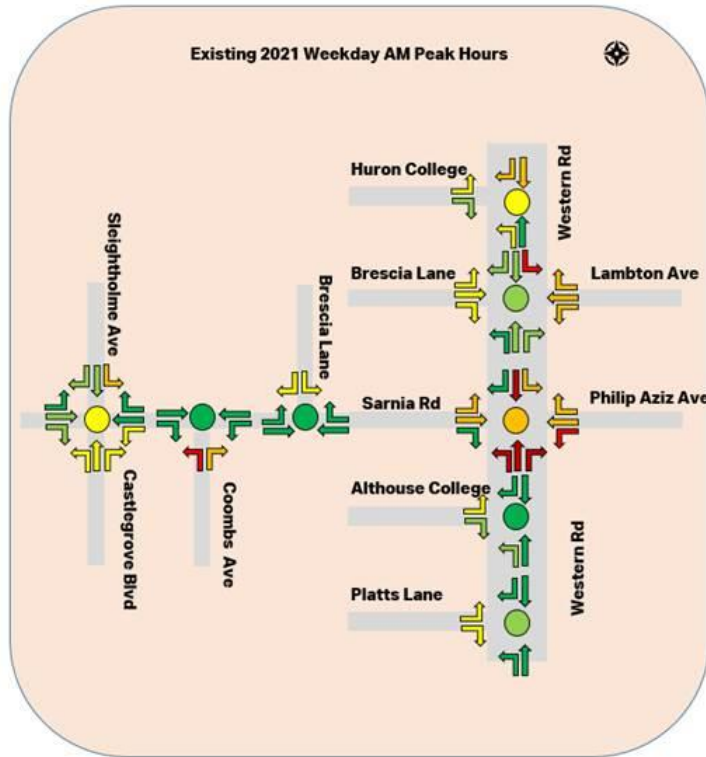 Existing 2021 Weekday AM Peak Hours
Huron College
Western Rd
Sleightholme Ave
Brescia Lane
Brescia Lane
Lambton Ave
Sarnia Rd
Philip Aziz Ave
Castlegrove Blvd
Coombs Ave
Althouse College
Western Rd
Platts Lane